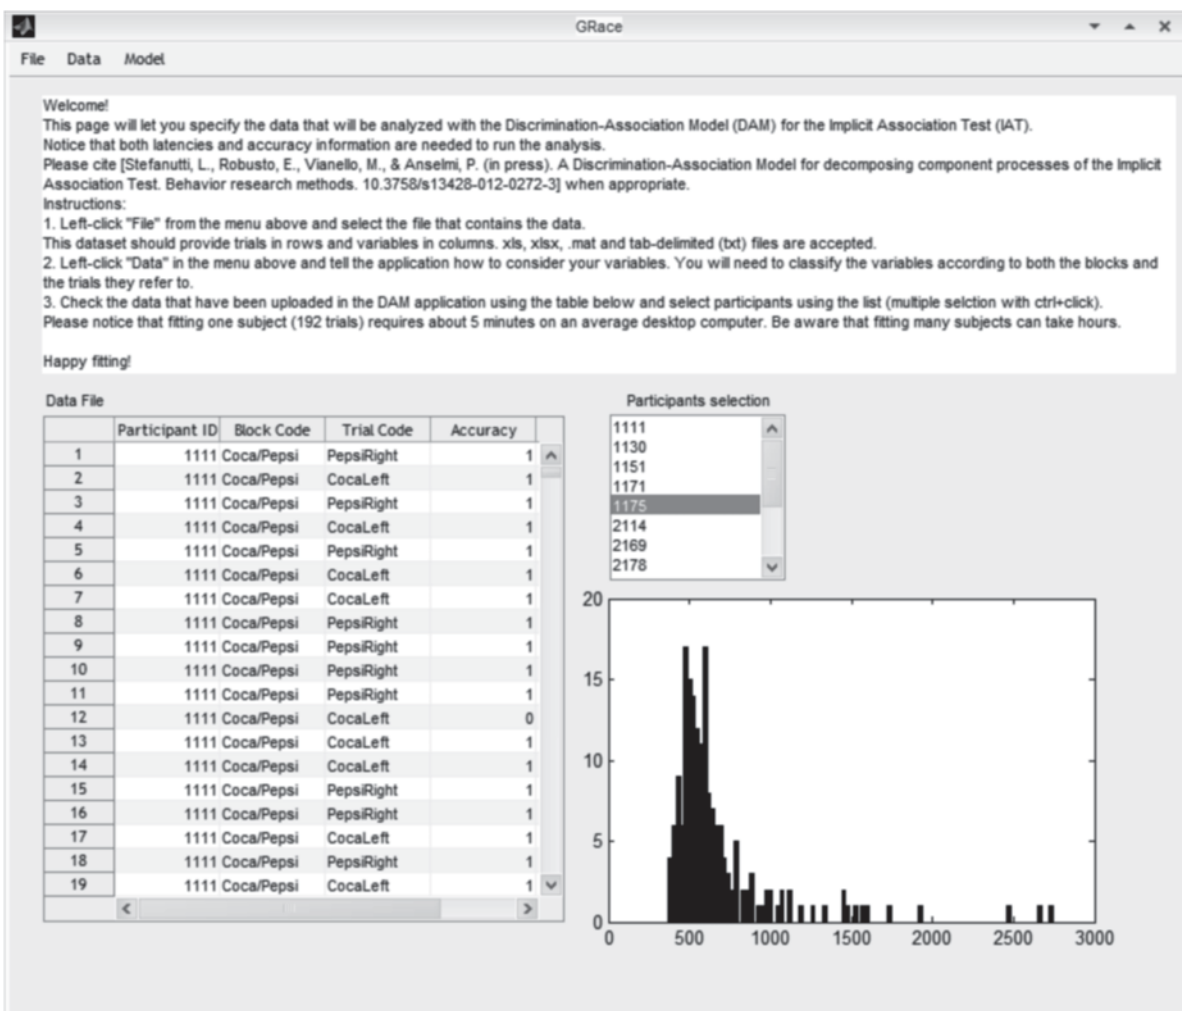 GRace
File Data Model
Welcome!
This page will let you specify the data that will be analyzed with the Discrimination-Association Model (DAM) for the Implicit Association Test (IAT).
Notice that both latencies and accuracy information are needed to run the analysis.
Please cite [Stefanutti, L., Robusto, E., Vianello, M., & Anselmi, P. (in press). A Discrimination-Association Model for decomposing component processes of the Implicit
Association Test. Behavior research methods. 10.3758/s13428-012-0272-3] when appropriate.
Instructions:
1. Left-click "File" from the menu above and select the file that contains the data.
This dataset should provide trials in rows and variables in columns. xls, xlsx, .mat and tab-delimited (txt) files are accepted.
2. Left-click "Data" in the menu above and tell the application how to consider your variables. You will need to classify the variables according to both the blocks and
the trials they refer to.
3. Check the data that have been uploaded in the DAM application using the table below and select participants using the list (multiple selction with ctrl+click).
Please notice that fitting one subject (192 trials) requires about 5 minutes on an average desktop computer. Be aware that fitting many subjects can take hours.
Happy fitting!
Data File
Participant ID Block Code Trial Code Accuracy
1 1111 Coca/Pepsi PepsiRight 1
2 1111 Coca/Pepsi CocaLeft 1
3 1111 Coca/Pepsi PepsiRight 1
4 1111 Coca/Pepsi CocaLeft 1
5 1111 Coca/Pepsi PepsiRight 1
6 1111 Coca/Pepsi CocaLeft 1
7 1111 Coca/Pepsi CocaLeft 1
8 1111 Coca/Pepsi PepsiRight 1
9 1111 Coca/Pepsi PepsiRight 1
10 1111 Coca/Pepsi PepsiRight 1
11 1111 Coca/Pepsi PepsiRight 1
12 1111 Coca/Pepsi CocaLeft 0
13 1111 Coca/Pepsi CocaLeft 1
14 1111 Coca/Pepsi CocaLeft 1
15 1111 Coca/Pepsi PepsiRight 1
16 1111 Coca/Pepsi PepsiRight 1
17 1111 Coca/Pepsi CocaLeft 1
18 1111 Coca/Pepsi PepsiRight 1
19 1111 Coca/Pepsi CocaLeft 1
Participants selection
1111
1130
1151
1171
1175
2114
2169
2178
20
15
10
5
0
0 500 1000 1500 2000 2500 3000